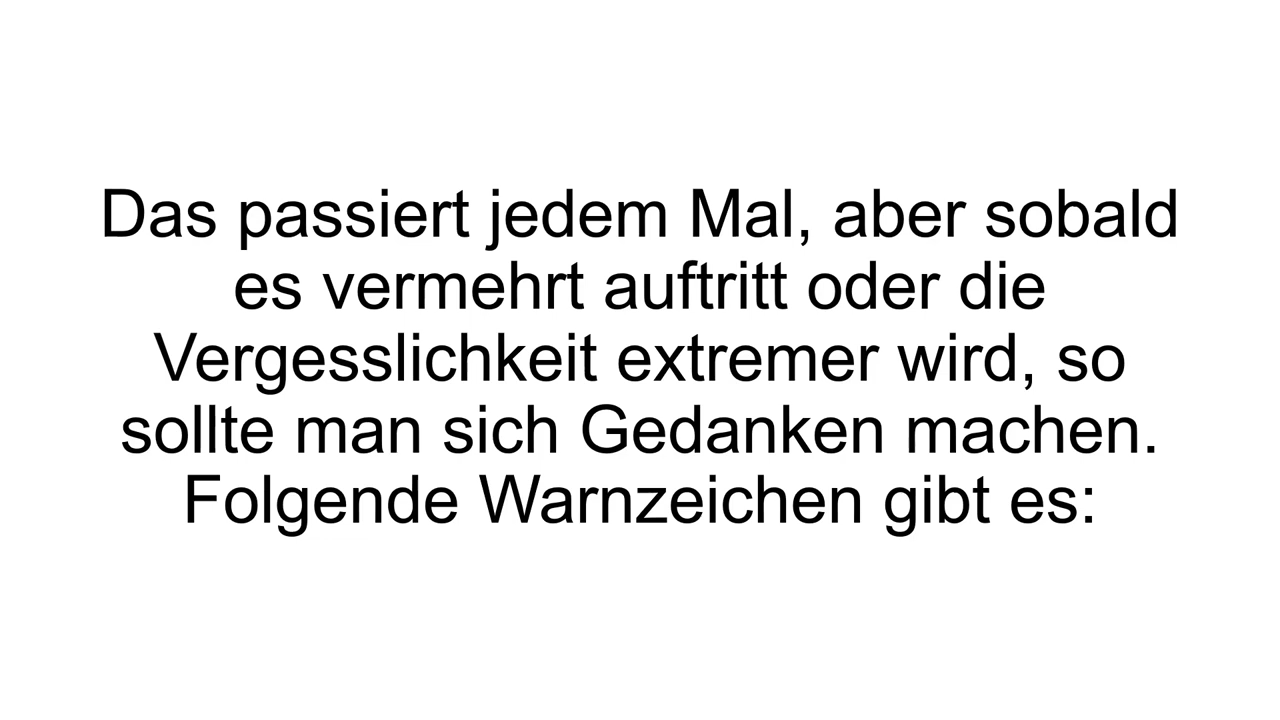 Das passiert jedem Mal, aber sobald
es vermehrt auftritt oder die
Vergesslichkeit extremer wird, so
sollte man sich Gedanken machen.
Folgende Warnzeichen gibt es: